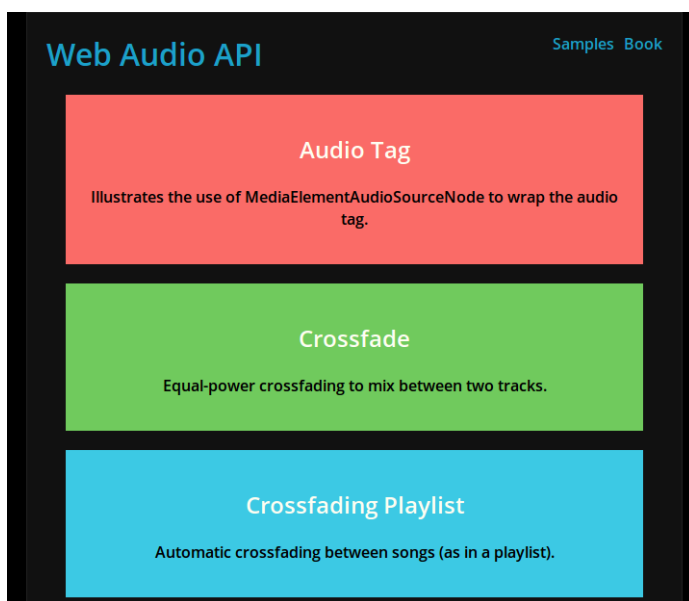 Web Audio API
Samples Book
Audio Tag
Illustrates the use of MediaElementAudioSourceNode to wrap the audio
tag.
Crossfade
Equal-power crossfading to mix between two tracks.
Crossfading Playlist
Automatic crossfading between songs (as in a playlist).